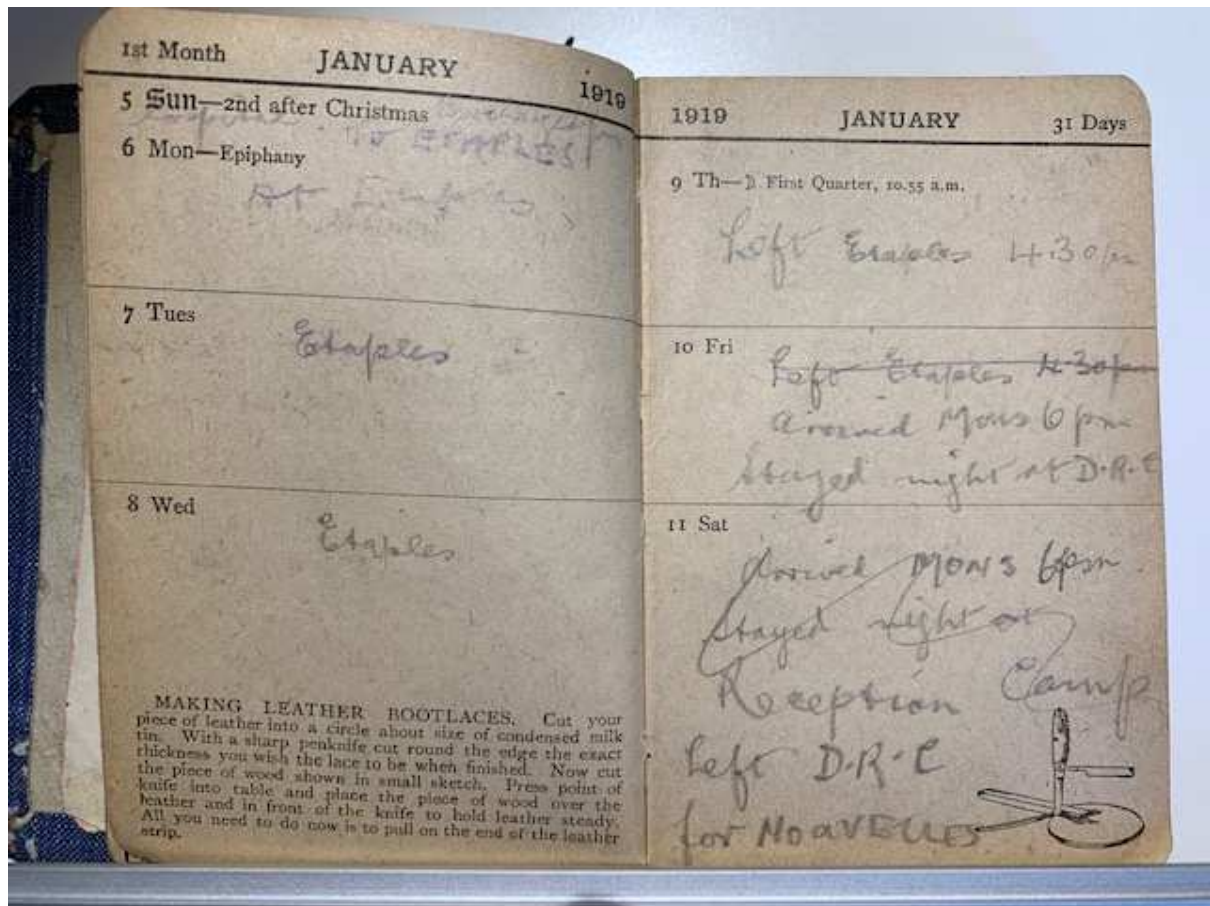 1st Month JANUARY 1919
5 Sun—2nd after Christmas
TO ETAPLES
6 Mon—Epiphany
At Etaples
7 Tues
Etaples
8 Wed
Etaples
MAKING LEATHER BOOTLACES. Cut your
piece of leather into a circle about size of condensed milk
tin. With a sharp penknife cut round the edge the exact
thickness you wish the lace to be when finished. Now cut
the piece of wood shown in small sketch. Press point of
knife into table and place the piece of wood over the
leather and in front of the knife to hold leather steady.
All you need to do now is to pull on the end of the leather
strip.
1919 JANUARY 31 Days
9 Th—☽ First Quarter, 10.55 a.m.
Left Etaples 4.30 pm
10 Fri
Left Etaples 4.30 pm
arrived Mons 6 pm
Stayed night at D.R.C
11 Sat
Arrived MONS 6pm.
Stayed night at
Reception Camp
Left D.R.C
for NOAVELLES